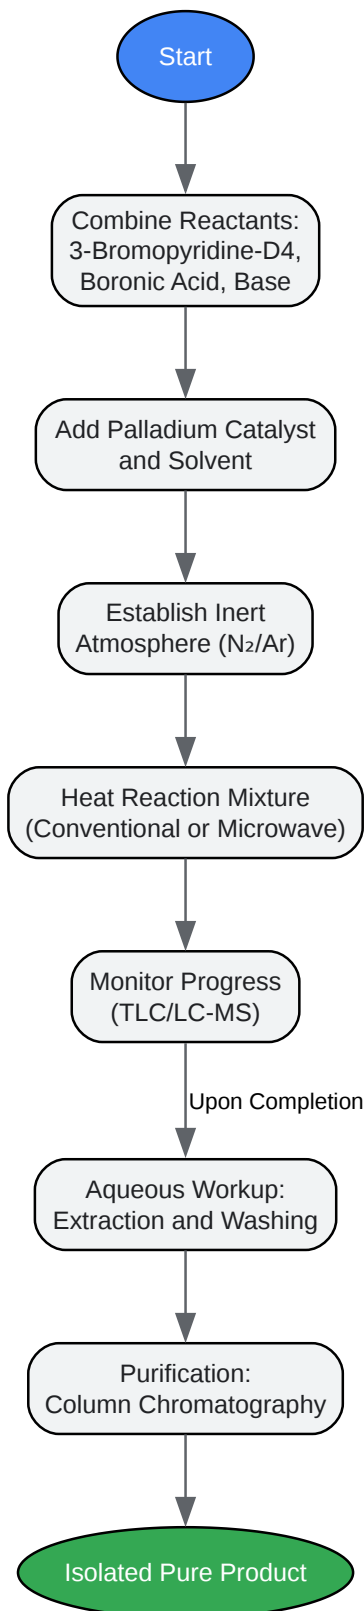 Start
Combine Reactants:
3-Bromopyridine-D4,
Boronic Acid, Base
Add Palladium Catalyst
and Solvent
Establish Inert
Atmosphere (N₂/Ar)
Heat Reaction Mixture
(Conventional or Microwave)
Monitor Progress
(TLC/LC-MS)
Upon Completion
Aqueous Workup:
Extraction and Washing
Purification:
Column Chromatography
Isolated Pure Product